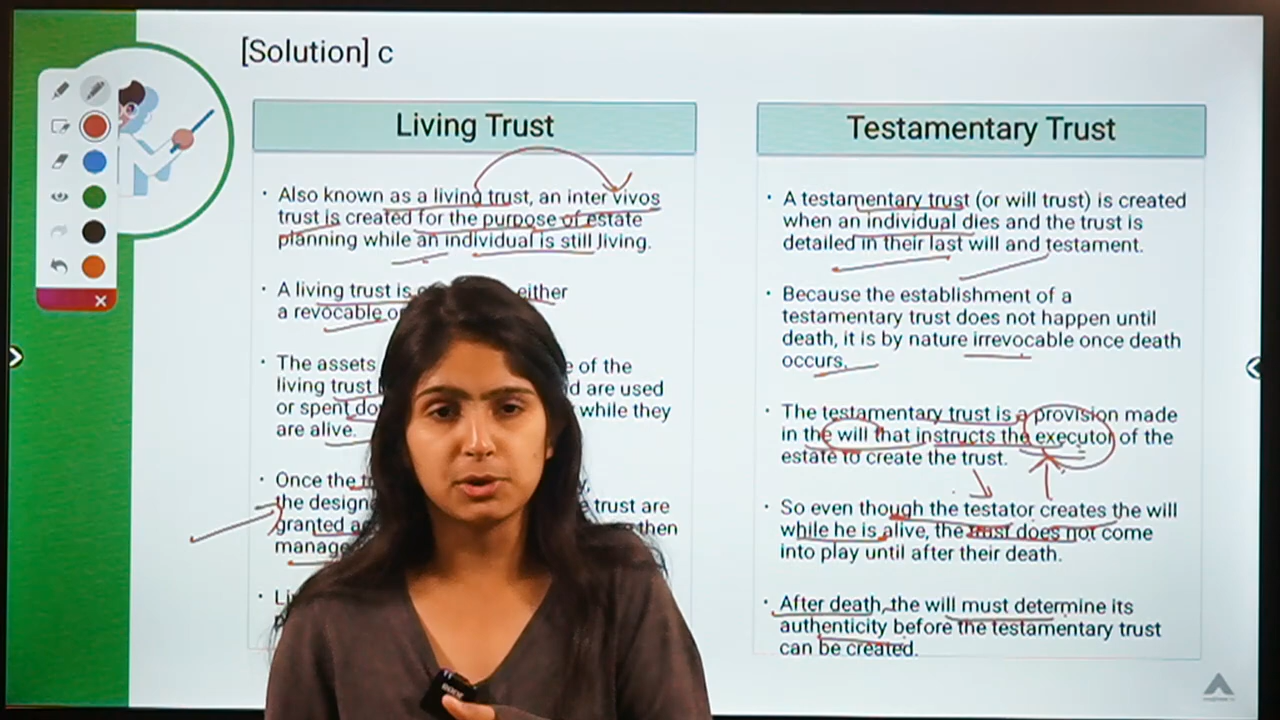 [Solution] c
Living Trust
Also known as a living trust, an inter vivos
trust is created for the purpose of estate
planning while an individual is still living.
A living trust is either
a revocable
The assets of the
living trust are used
or spent while they
are alive.
Once the
the trust are
granted then
Testamentary Trust
A testamentary trust (or will trust) is created
when an individual dies and the trust is
detailed in their last will and testament.
Because the establishment of a
testamentary trust does not happen until
death, it is by nature irrevocable once death
occurs.
The testamentary trust is a provision made
in the will that instructs the executor of the
estate to create the trust.
So even though the testator creates the will
while he is alive, the trust does not come
into play until after their death.
After death, the will must determine its
authenticity before the testamentary trust
can be created.